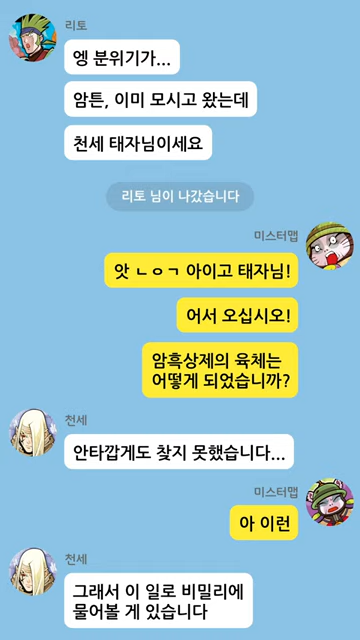 리토
엥 분위기가...
암튼, 이미 모시고 왔는데
천세 태자님이세요
리토 님이 나갔습니다
미스터맵
앗 ㄴㅇㄱ 아이고 태자님!
어서 오십시오!
암흑상제의 육체는
어떻게 되었습니까?
천세
안타깝게도 찾지 못했습니다...
미스터맵
아 이런
천세
그래서 이 일로 비밀리에
물어볼 게 있습니다